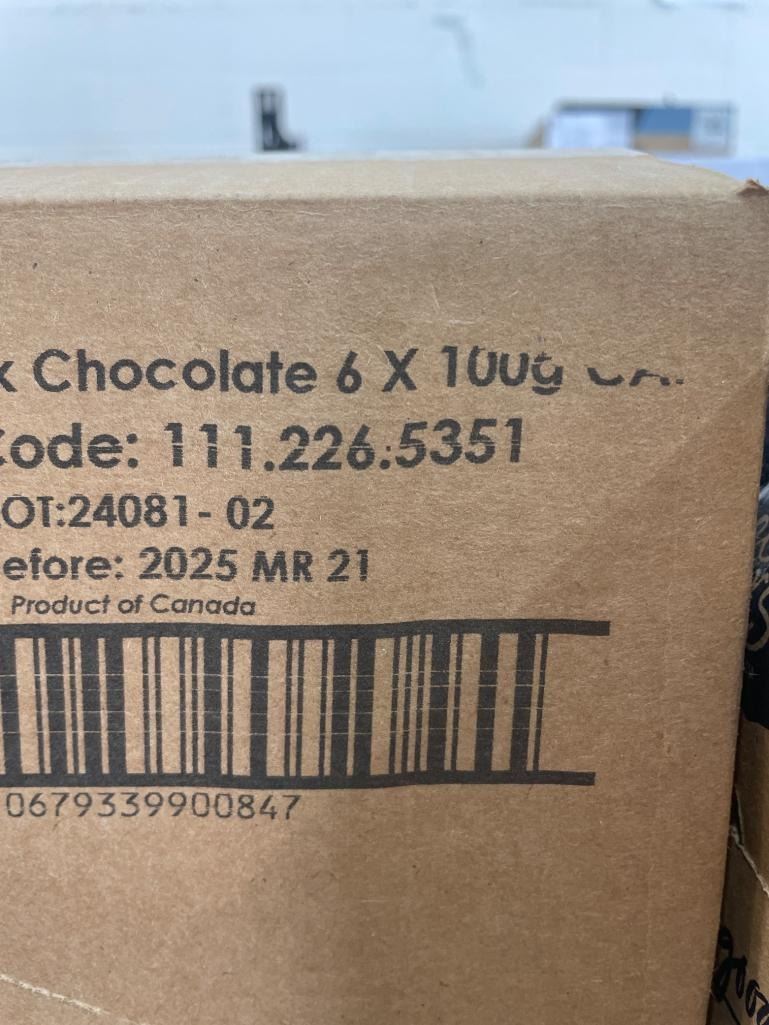 Chocolate 6 X 100g
Code: 111.226.5351
LOT:24081- 02
efore: 2025 MR 21
Product of Canada
0679339900847